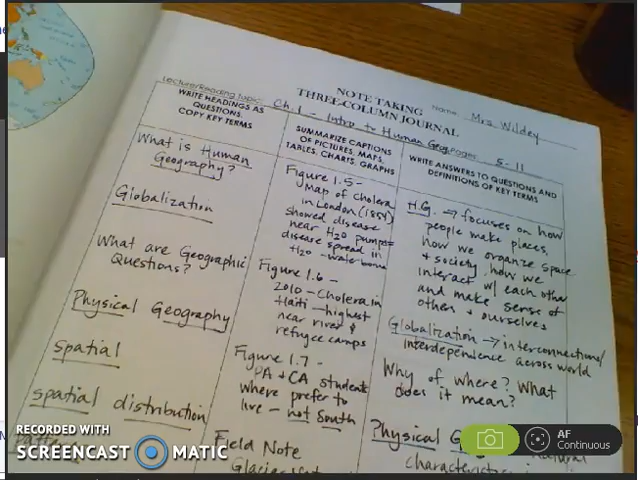 NOTE TAKING
THREE-COLUMN JOURNAL
Name: Mrs. Wildey
Lecture/Reading Topic: Ch. 1 - Intro to Human Geog Pages: 5-11
WRITE HEADINGS AS
QUESTIONS.
COPY KEY TERMS
What is Human
Geography?
Globalization
What are Geographic
Questions?
Physical Geography
spatial
spatial distribution
SUMMARIZE CAPTIONS
OF PICTURES, MAPS,
TABLES, CHARTS, GRAPHS
Figure 1.5-
Map of cholera
in London (1854)
showed disease
near H2O pumps=
disease spread in
H2O - waterborne
Figure 1.6 -
2010 - Cholera in
Haiti - highest
near river &
refugee camps
Figure 1.7 -
PA + CA students
where prefer to
live - not South
Field Note
WRITE ANSWERS TO QUESTIONS AND
DEFINITIONS OF KEY TERMS
H.G. → focuses on how
people make places,
how we organize space
+ society, how we
interact w/ each other
and make sense of
others + ourselves
Globalization → interconnections/
interdependence across world
Why of where? What
does it mean?
Physical
characteristics
AF
Continuous
RECORDED WITH
SCREENCAST MATIC